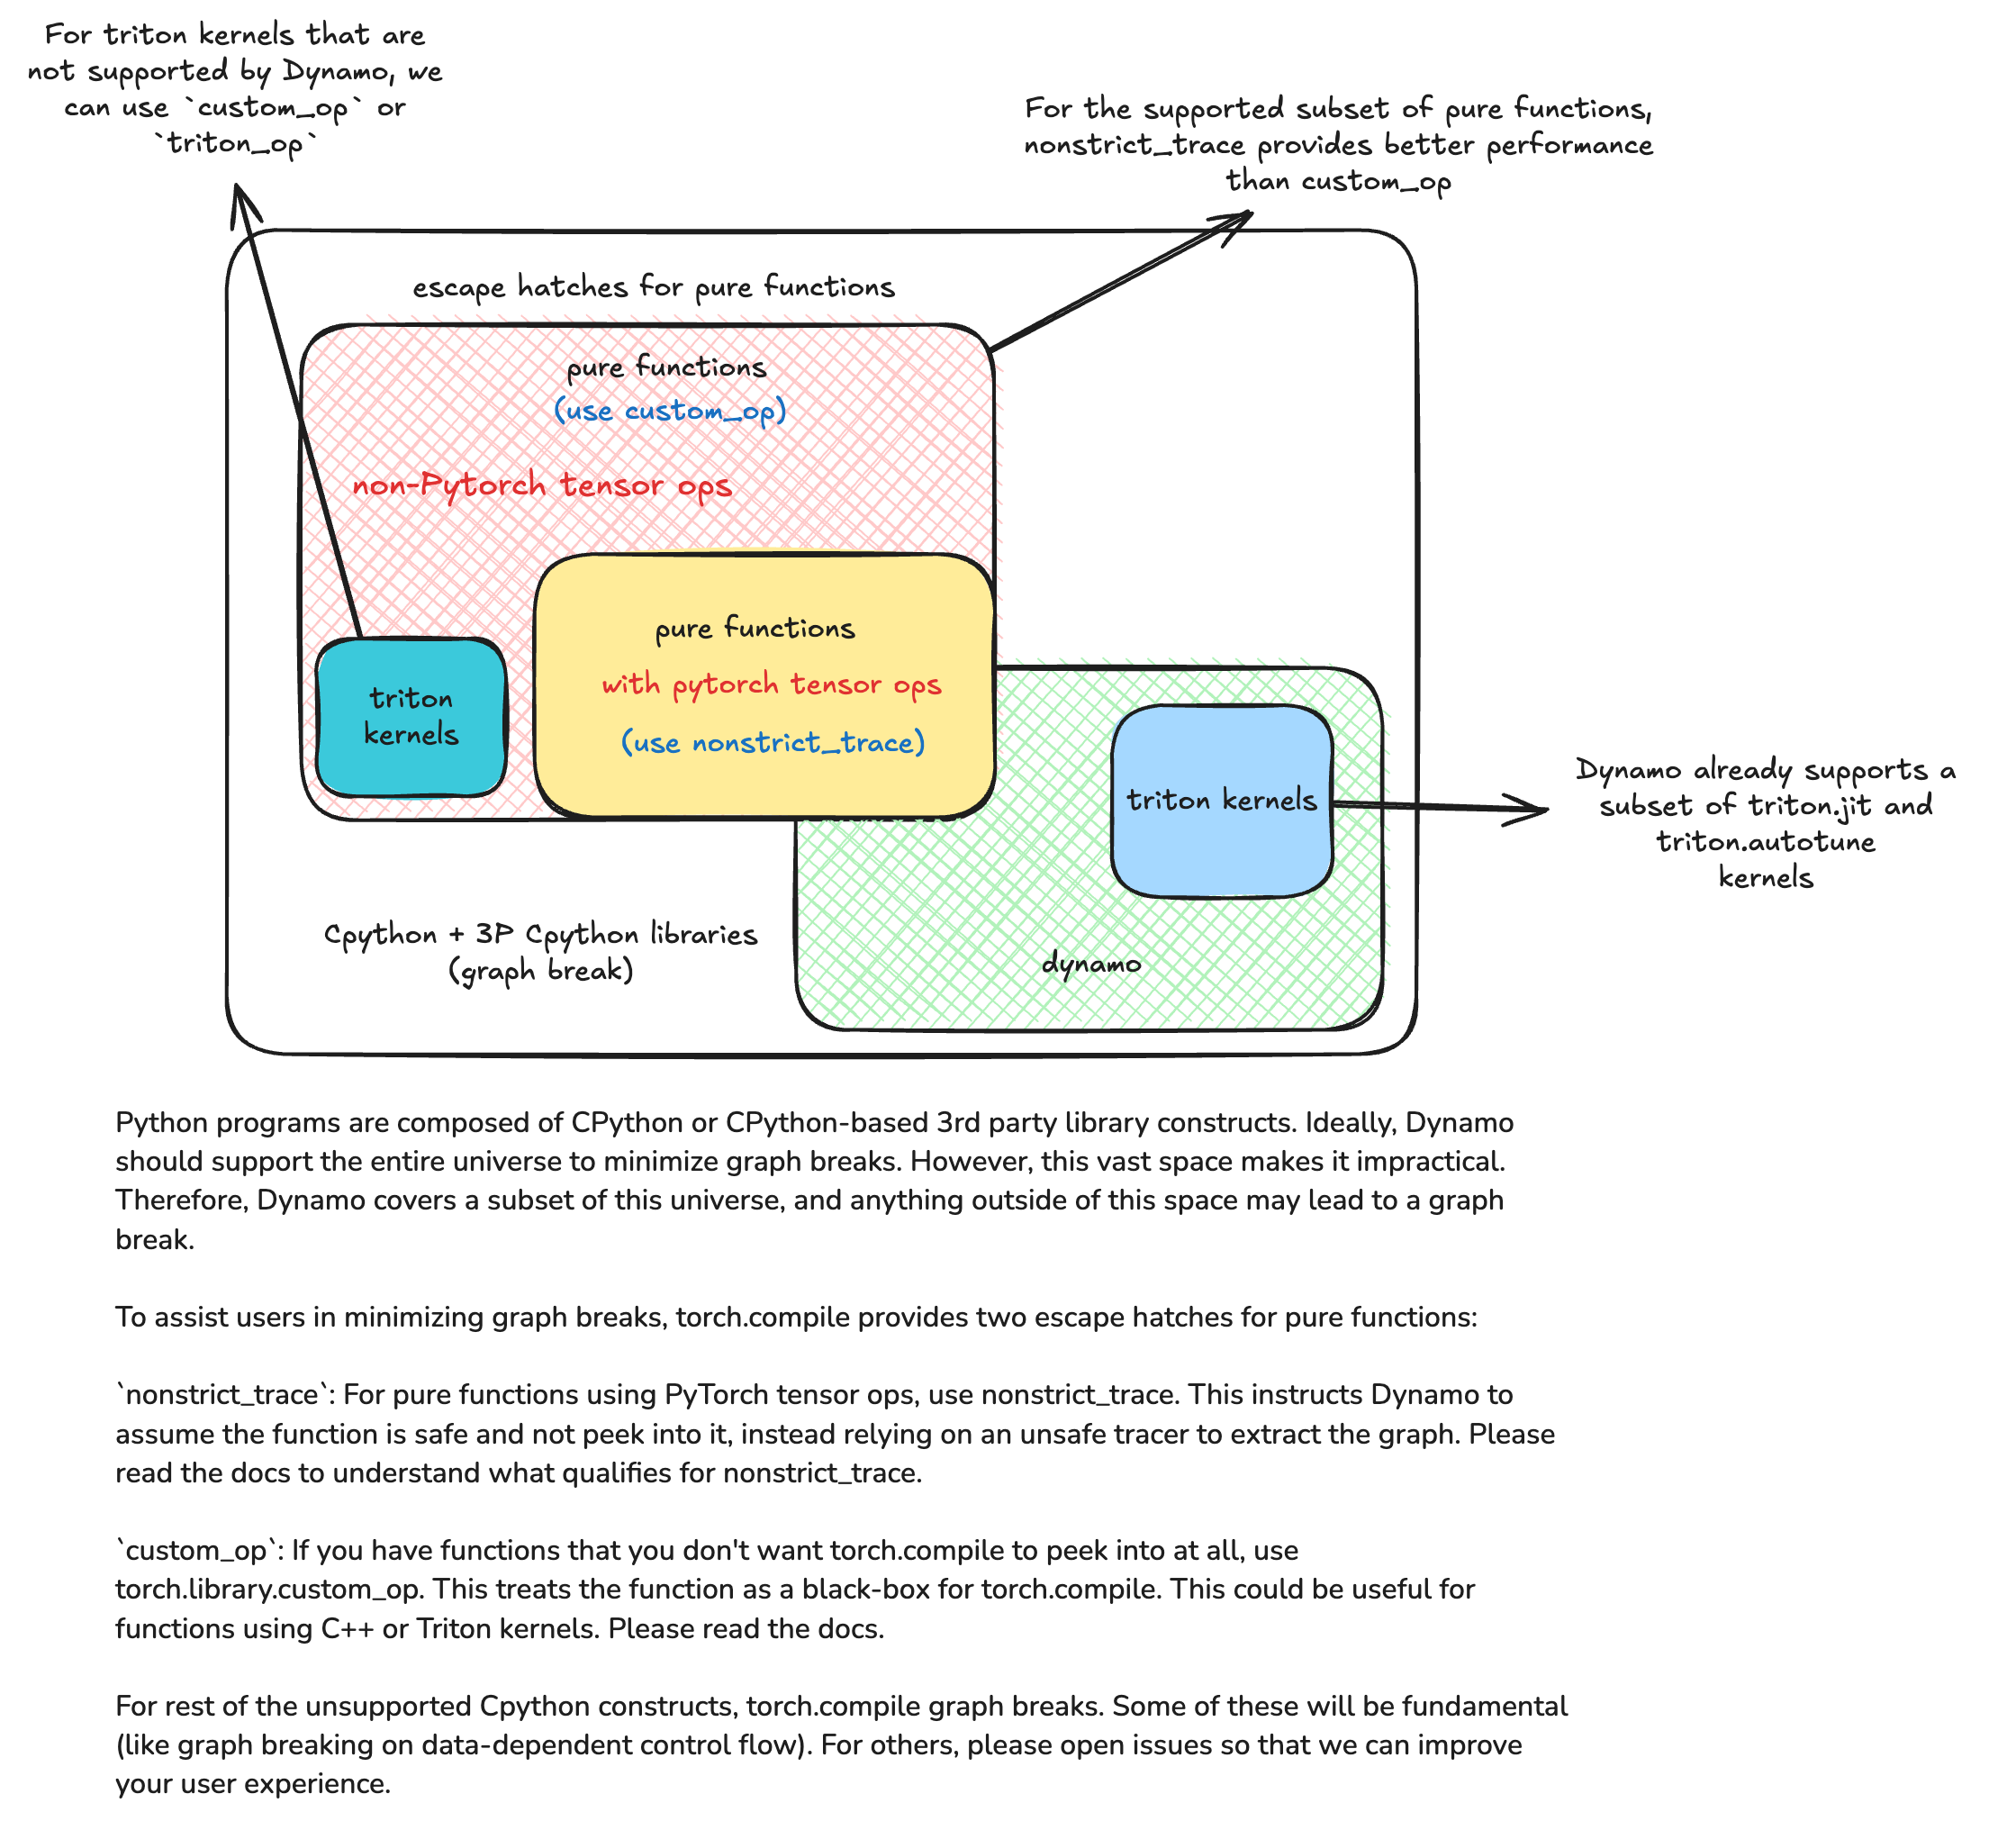 For triton kernels that are
not supported by Dynamo, we
can use `custom_op` or
`triton_op`
For the supported subset of pure functions,
nonstrict_trace provides better performance
than custom_op
escape hatches for pure functions
pure functions
(use custom_op)
non-Pytorch tensor ops
pure functions
with pytorch tensor ops
(use nonstrict_trace)
triton
kernels
triton kernels
Dynamo already supports a
subset of triton.jit and
triton.autotune
kernels
Cpython + 3P Cpython libraries
(graph break)
dynamo
Python programs are composed of CPython or CPython-based 3rd party library constructs. Ideally, Dynamo
should support the entire universe to minimize graph breaks. However, this vast space makes it impractical.
Therefore, Dynamo covers a subset of this universe, and anything outside of this space may lead to a graph
break.
To assist users in minimizing graph breaks, torch.compile provides two escape hatches for pure functions:
`nonstrict_trace`: For pure functions using PyTorch tensor ops, use nonstrict_trace. This instructs Dynamo to
assume the function is safe and not peek into it, instead relying on an unsafe tracer to extract the graph. Please
read the docs to understand what qualifies for nonstrict_trace.
`custom_op`: If you have functions that you don't want torch.compile to peek into at all, use
torch.library.custom_op. This treats the function as a black-box for torch.compile. This could be useful for
functions using C++ or Triton kernels. Please read the docs.
For rest of the unsupported Cpython constructs, torch.compile graph breaks. Some of these will be fundamental
(like graph breaking on data-dependent control flow). For others, please open issues so that we can improve
your user experience.